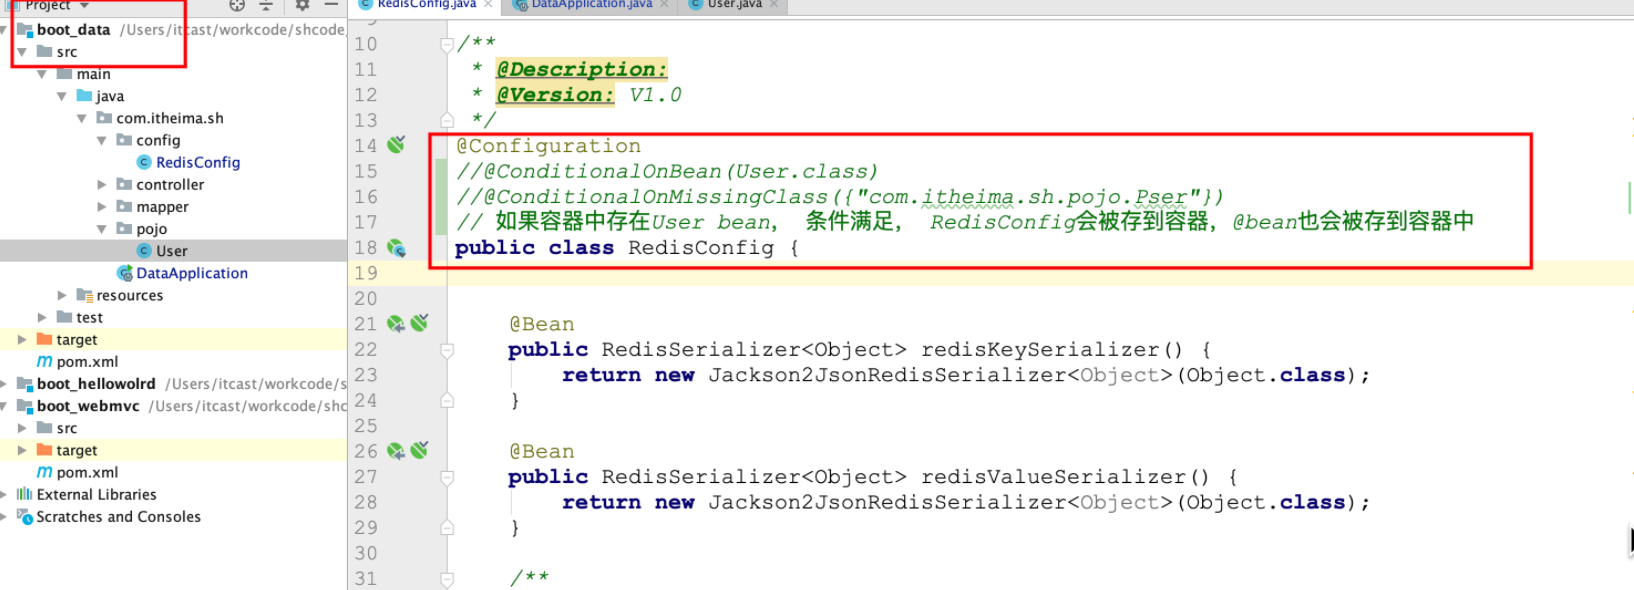 Project
RedisConfig.java
DataApplication.java
User.java
boot_data /Users/itcast/workcode/shcode
src
main
java
com.itheima.sh
config
RedisConfig
controller
mapper
pojo
User
DataApplication
resources
test
target
pom.xml
boot_hellowolrd /Users/itcast/workcode/s
boot_webmvc /Users/itcast/workcode/shc
src
target
pom.xml
External Libraries
Scratches and Consoles
10 /**
11 * @Description:
12 * @Version: V1.0
13 */
14 @Configuration
15 //@ConditionalOnBean(User.class)
16 //@ConditionalOnMissingClass({"com.itheima.sh.pojo.Pser"})
17 // 如果容器中存在User bean， 条件满足， RedisConfig会被存到容器，@bean也会被存到容器中
18 public class RedisConfig {
19
20
21 @Bean
22 public RedisSerializer<Object> redisKeySerializer() {
23 return new Jackson2JsonRedisSerializer<Object>(Object.class);
24 }
25
26 @Bean
27 public RedisSerializer<Object> redisValueSerializer() {
28 return new Jackson2JsonRedisSerializer<Object>(Object.class);
29 }
30
31 /**